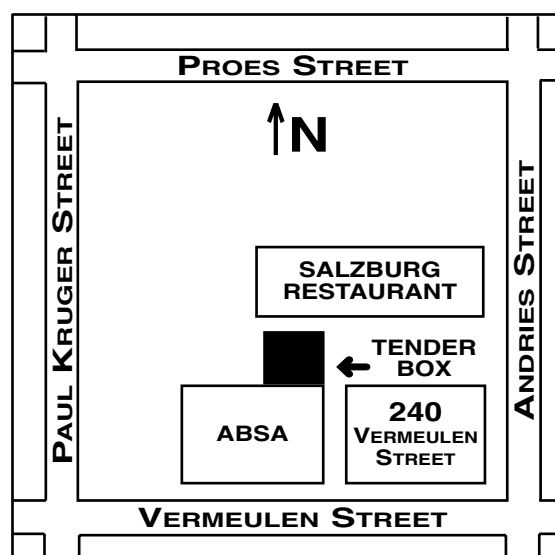 PROES STREET
N
PAUL KRUGER STREET
ANDRIES STREET
SALZBURG
RESTAURANT
TENDER
BOX
ABSA
240
VERMEULEN
STREET
VERMEULEN STREET